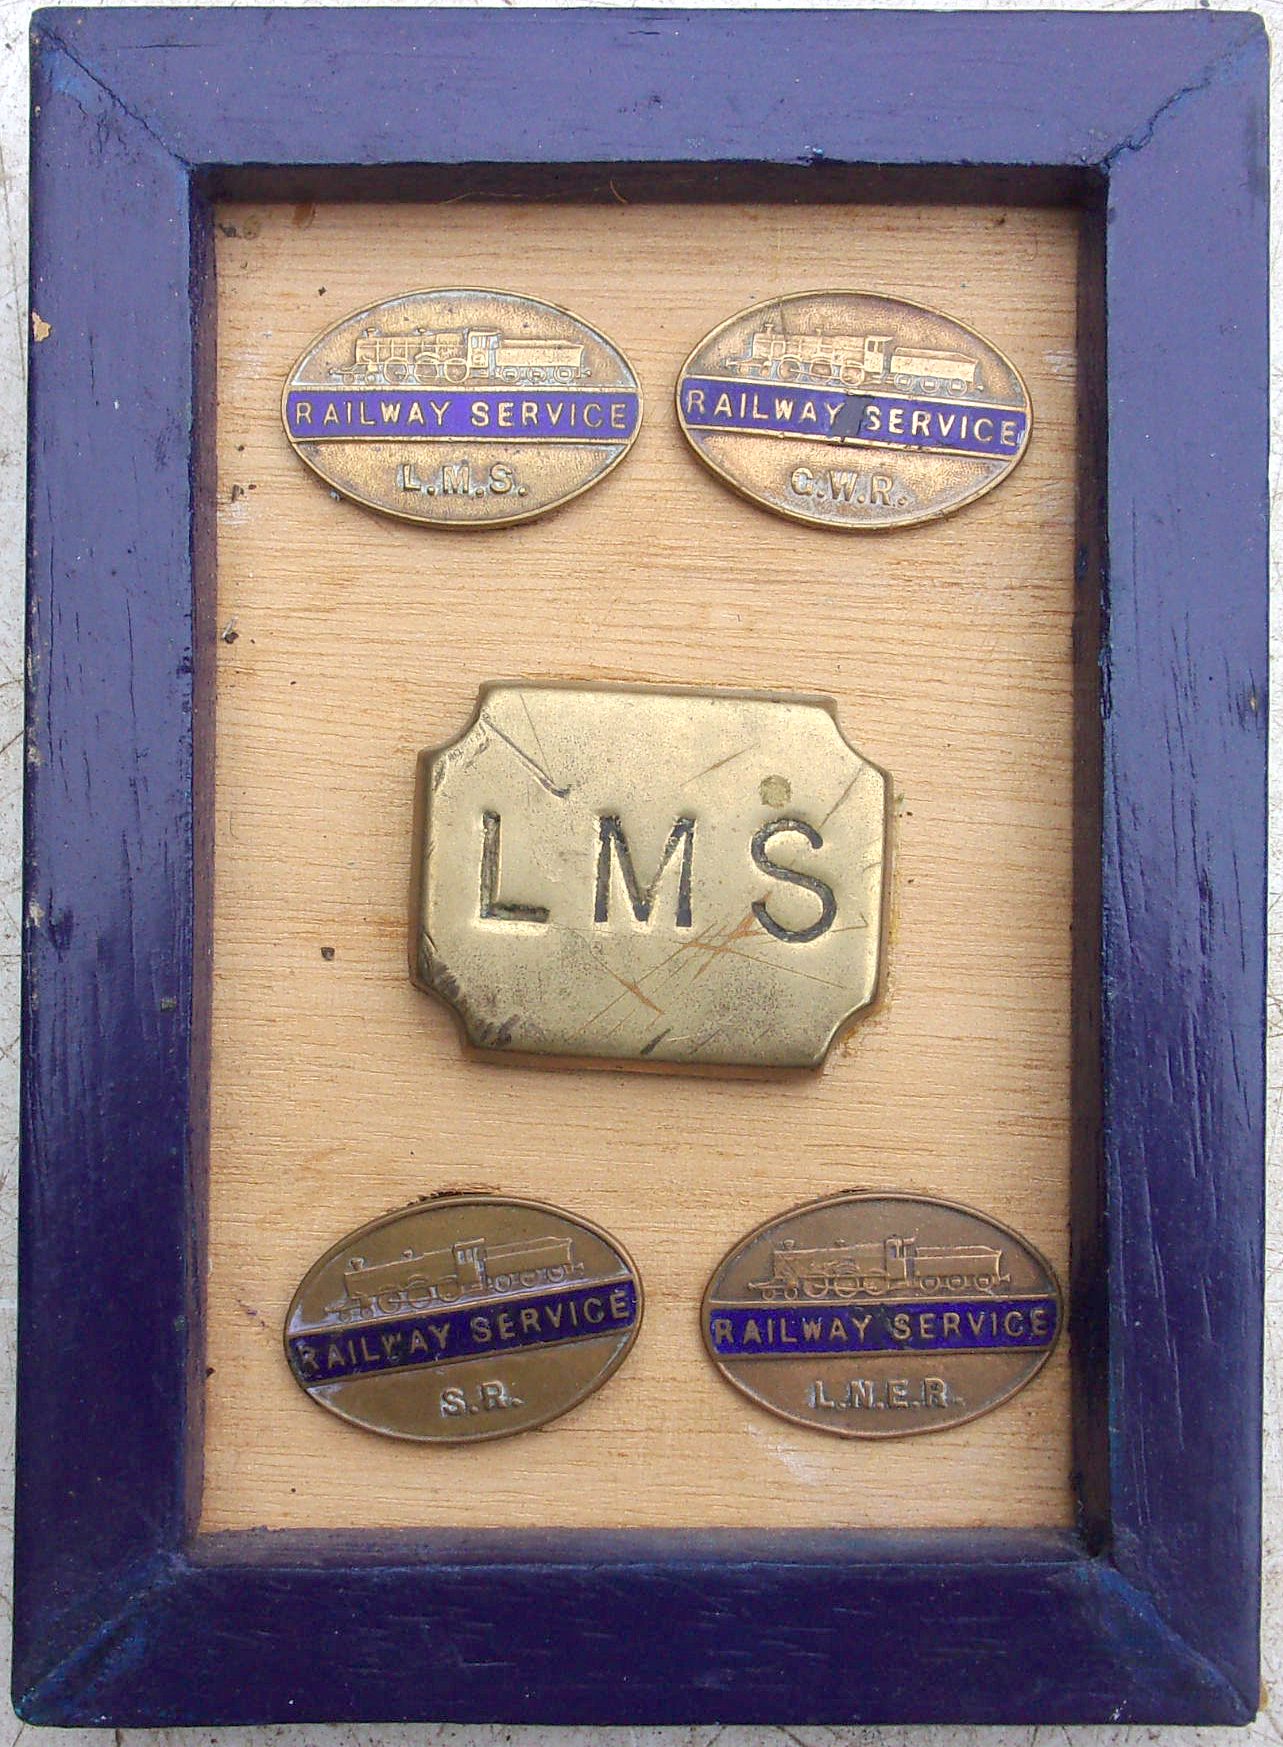 RAILWAY SERVICE
L.M.S.
RAILWAY SERVICE
G.W.R.
LMS
RAILWAY SERVICE
S.R.
RAILWAY SERVICE
L.N.E.R.